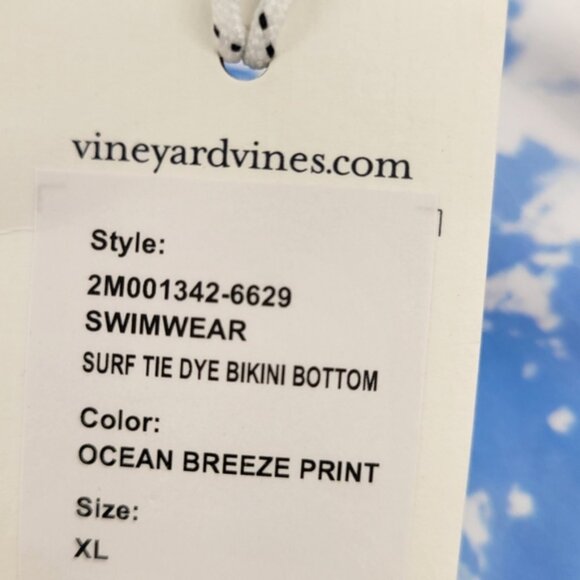 vineyardvines.com
Style:
2M001342-6629
SWIMWEAR
SURF TIE DYE BIKINI BOTTOM
Color:
OCEAN BREEZE PRINT
Size:
XL